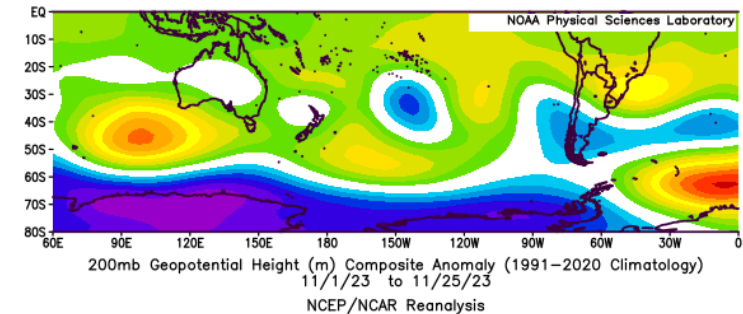 NOAA Physical Sciences Laboratory
EQ
10S
20S
30S
40S
50S
60S
70S
80S
60E 90E 120E 150E 180 150W 120W 90W 60W 30W 0
200mb Geopotential Height (m) Composite Anomaly (1991-2020 Climatology)
11/1/23 to 11/25/23
NCEP/NCAR Reanalysis